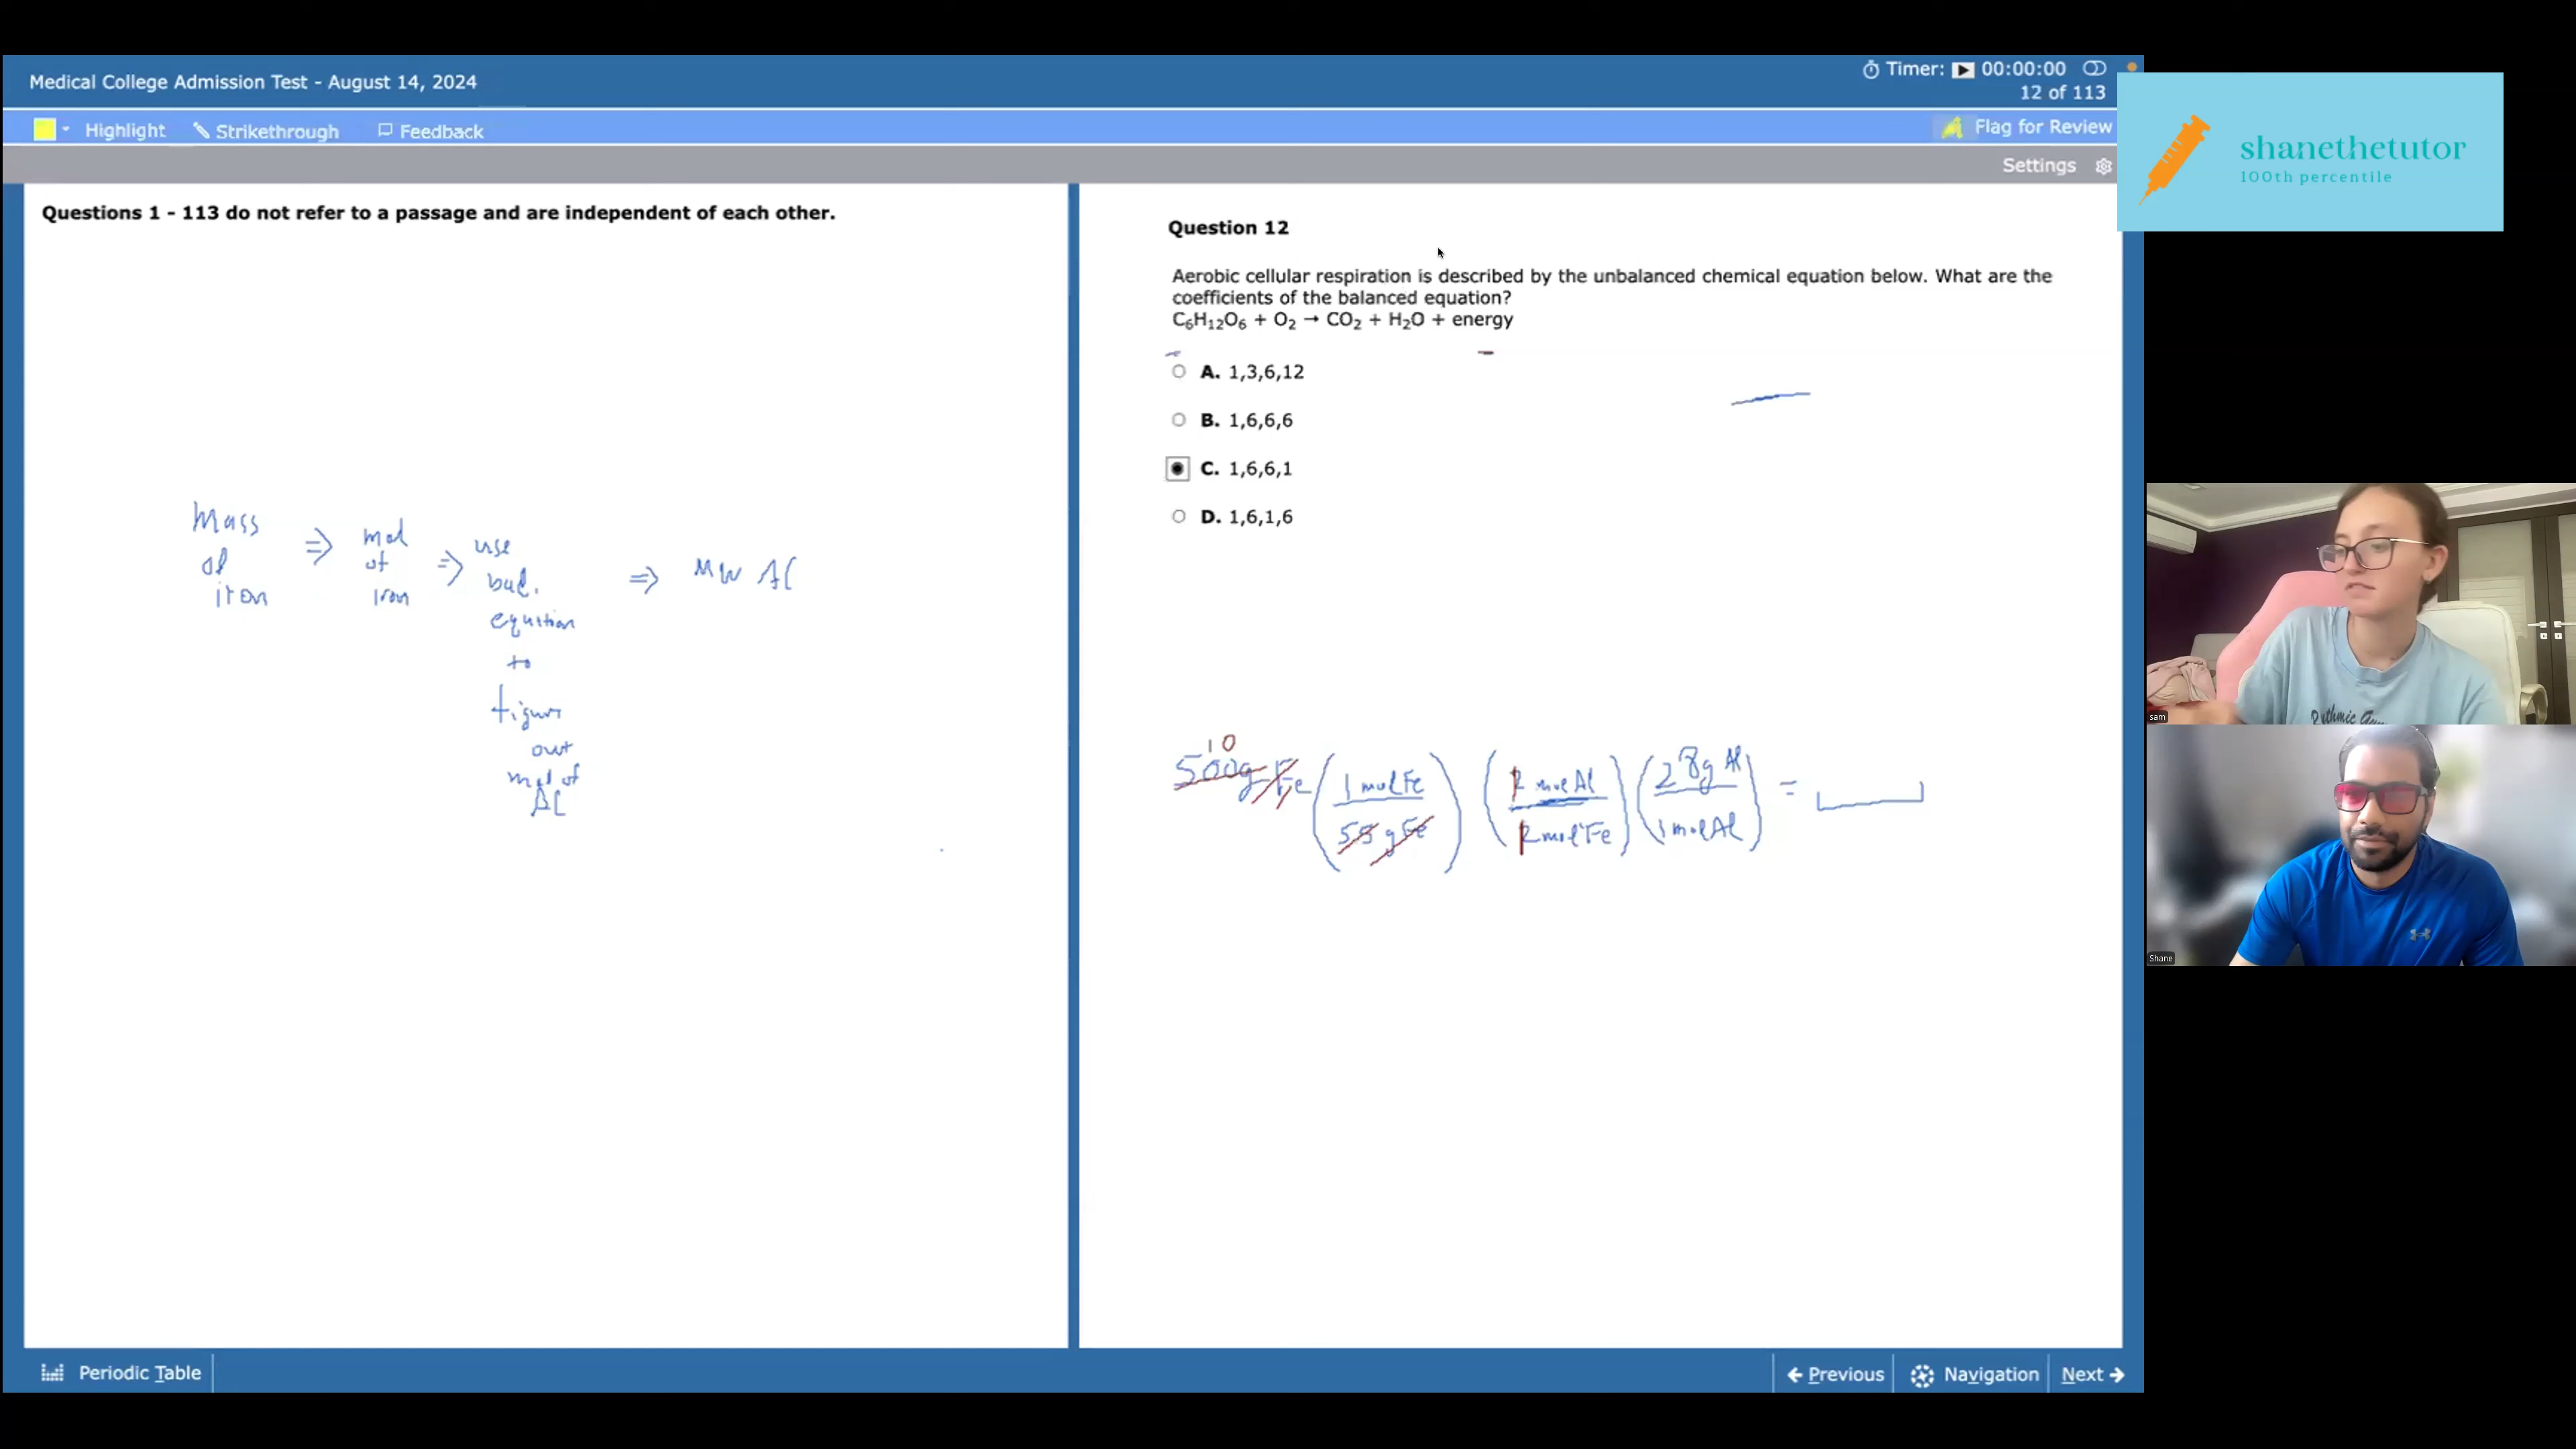 Medical College Admission Test - August 14, 2024
Timer: 00:00:00
12 of 113
Highlight Strikethrough Feedback
Flag for Review
Settings
shanethetutor
100th percentile
Questions 1 - 113 do not refer to a passage and are independent of each other.
Mass
of
iron
⇒
mol
of
iron
⇒
use
bal.
equation
to
figure
out
mol of
Al
⇒ MW Al
Question 12
Aerobic cellular respiration is described by the unbalanced chemical equation below. What are the
coefficients of the balanced equation?
C₆H₁₂O₆ + O₂ → CO₂ + H₂O + energy
A. 1,3,6,12
B. 1,6,6,6
C. 1,6,6,1
D. 1,6,1,6
10
500g Fe (1 mol Fe / 55 g Fe) (2 mol Al / 2 mol Fe) (28g Al / 1 mol Al) =
sam
Rythmic
Shane
Periodic Table
Previous Navigation Next